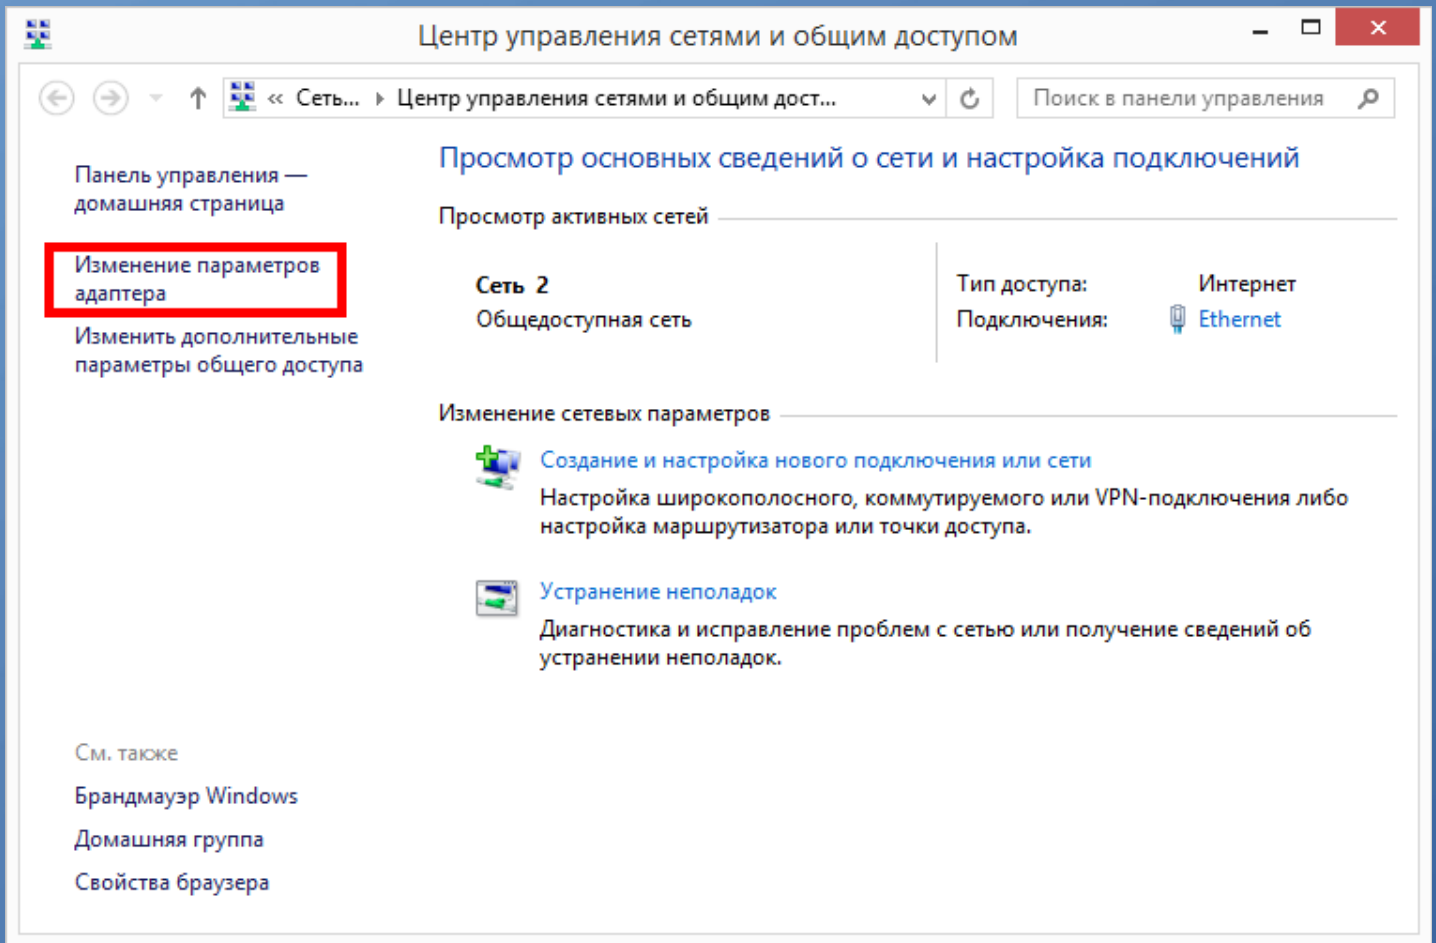 Центр управления сетями и общим доступом
« Сеть... Центр управления сетями и общим дост...
Поиск в панели управления
Панель управления —
домашняя страница
Изменение параметров
адаптера
Изменить дополнительные
параметры общего доступа
Просмотр основных сведений о сети и настройка подключений
Просмотр активных сетей
Сеть 2
Общедоступная сеть
Тип доступа: Интернет
Подключения: Ethernet
Изменение сетевых параметров
Создание и настройка нового подключения или сети
Настройка широкополосного, коммутируемого или VPN-подключения либо
настройка маршрутизатора или точки доступа.
Устранение неполадок
Диагностика и исправление проблем с сетью или получение сведений об
устранении неполадок.
См. также
Брандмауэр Windows
Домашняя группа
Свойства браузера